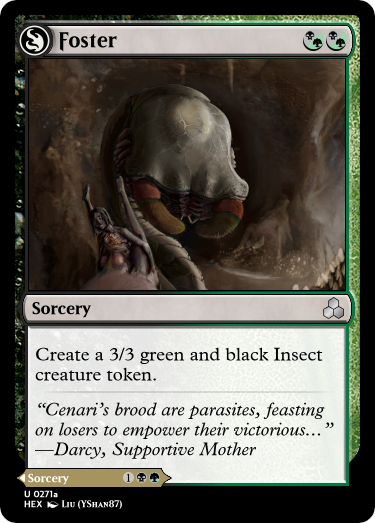 Foster
Sorcery
Create a 3/3 green and black Insect
creature token.
“Cenari’s brood are parasites, feasting
on losers to empower their victorious…”
—Darcy, Supportive Mother
Sorcery 1
U 0271a
HEX Liu (YShan87)